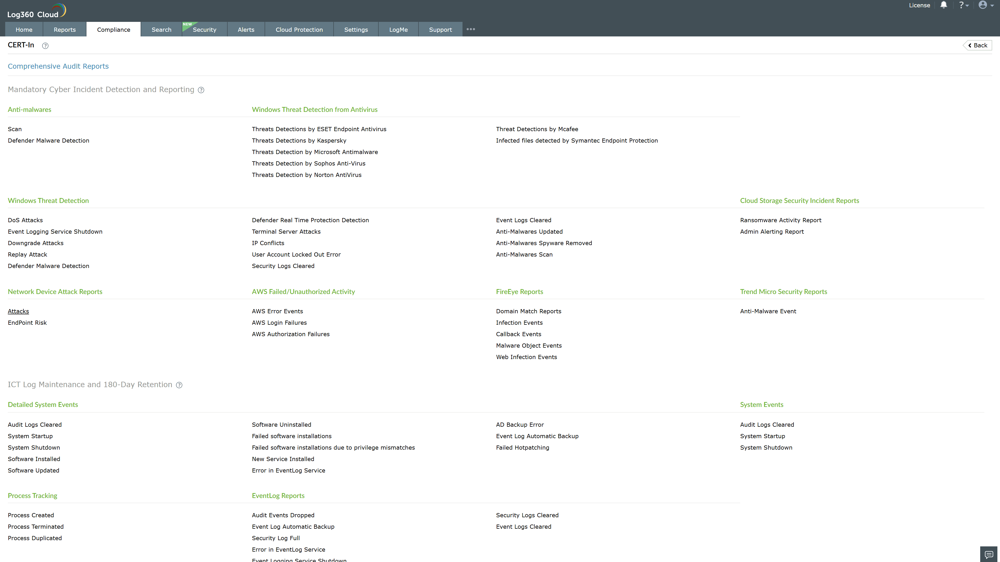 Log360 Cloud
License
?
Home
Reports
Compliance
Search
NEW
Security
Alerts
Cloud Protection
Settings
LogMe
Support
CERT-In ?
Back
Comprehensive Audit Reports
Mandatory Cyber Incident Detection and Reporting ?
Anti-malwares
Scan
Defender Malware Detection
Windows Threat Detection from Antivirus
Threats Detections by ESET Endpoint Antivirus
Threats Detections by Kaspersky
Threats Detection by Microsoft Antimalware
Threats Detection by Sophos Anti-Virus
Threats Detection by Norton AntiVirus
Threat Detections by Mcafee
Infected files detected by Symantec Endpoint Protection
Windows Threat Detection
DoS Attacks
Event Logging Service Shutdown
Downgrade Attacks
Replay Attack
Defender Malware Detection
Defender Real Time Protection Detection
Terminal Server Attacks
IP Conflicts
User Account Locked Out Error
Security Logs Cleared
Event Logs Cleared
Anti-Malwares Updated
Anti-Malwares Spyware Removed
Anti-Malwares Scan
Cloud Storage Security Incident Reports
Ransomware Activity Report
Admin Alerting Report
Network Device Attack Reports
Attacks
EndPoint Risk
AWS Failed/Unauthorized Activity
AWS Error Events
AWS Login Failures
AWS Authorization Failures
FireEye Reports
Domain Match Reports
Infection Events
Callback Events
Malware Object Events
Web Infection Events
Trend Micro Security Reports
Anti-Malware Event
ICT Log Maintenance and 180-Day Retention ?
Detailed System Events
Audit Logs Cleared
System Startup
System Shutdown
Software Installed
Software Updated
Software Uninstalled
Failed software installations
Failed software installations due to privilege mismatches
New Service Installed
Error in EventLog Service
AD Backup Error
Event Log Automatic Backup
Failed Hotpatching
System Events
Audit Logs Cleared
System Startup
System Shutdown
Process Tracking
Process Created
Process Terminated
Process Duplicated
EventLog Reports
Audit Events Dropped
Event Log Automatic Backup
Security Log Full
Error in EventLog Service
Event Logging Service Shutdown
Security Logs Cleared
Event Logs Cleared